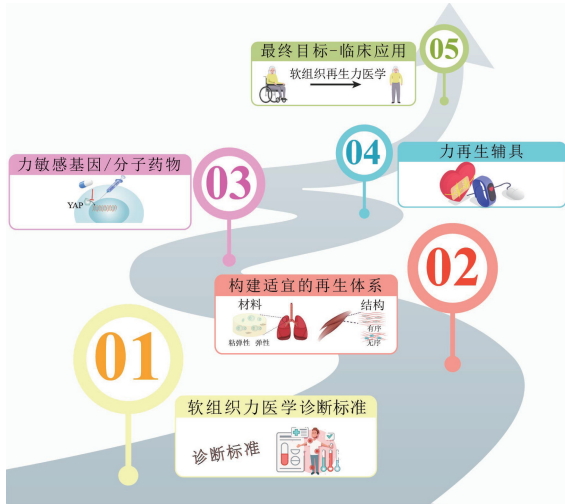 最终目标-临床应用
05
软组织再生力医学
力敏感基因/分子药物
YAP
03
04
力再生辅具
02
构建适宜的再生体系
材料
结构
粘弹性 弹性
有序
无序
01
软组织力医学诊断标准
诊断标准